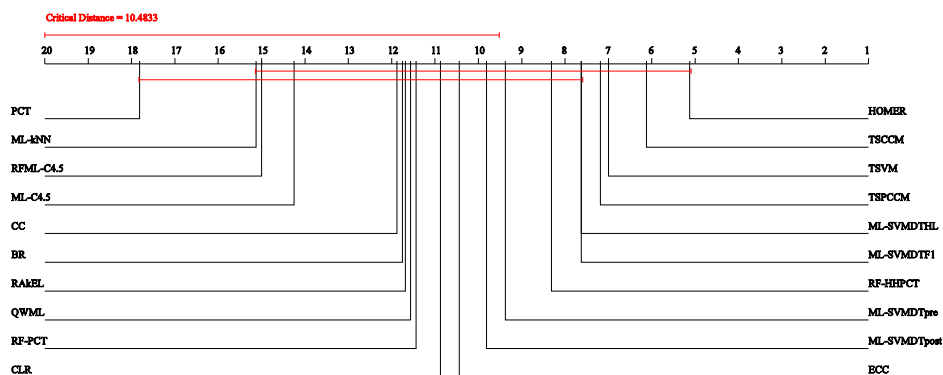 Critical Distance = 10.4833
20 19 18 17 16 15 14 13 12 11 10 9 8 7 6 5 4 3 2 1
PCT HOMER
ML-kNN TSCCM
RFML-C4.5 TSVM
ML-C4.5 TSPCCM
CC ML-SVMDTHL
BR ML-SVMDTF1
RAkEL RF-HHPCT
QWML ML-SVMDTpre
RF-PCT ML-SVMDTpost
CLR ECC